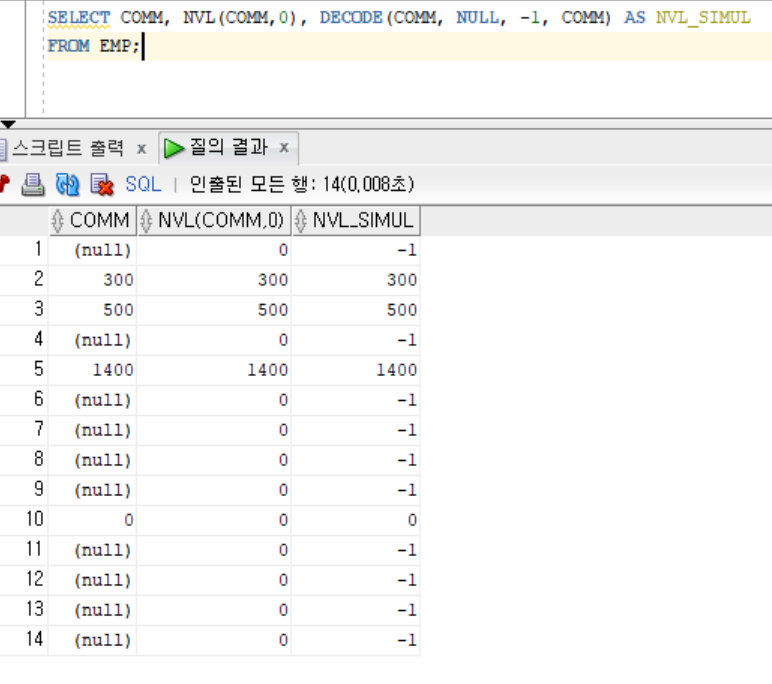 SELECT COMM, NVL(COMM,0), DECODE(COMM, NULL, -1, COMM) AS NVL_SIMUL
FROM EMP;
스크립트 출력 x 질의 결과 x
SQL | 인출된 모든 행: 14(0,008초)
COMM NVL(COMM,0) NVL_SIMUL
1 (null) 0 -1
2 300 300 300
3 500 500 500
4 (null) 0 -1
5 1400 1400 1400
6 (null) 0 -1
7 (null) 0 -1
8 (null) 0 -1
9 (null) 0 -1
10 0 0 0
11 (null) 0 -1
12 (null) 0 -1
13 (null) 0 -1
14 (null) 0 -1